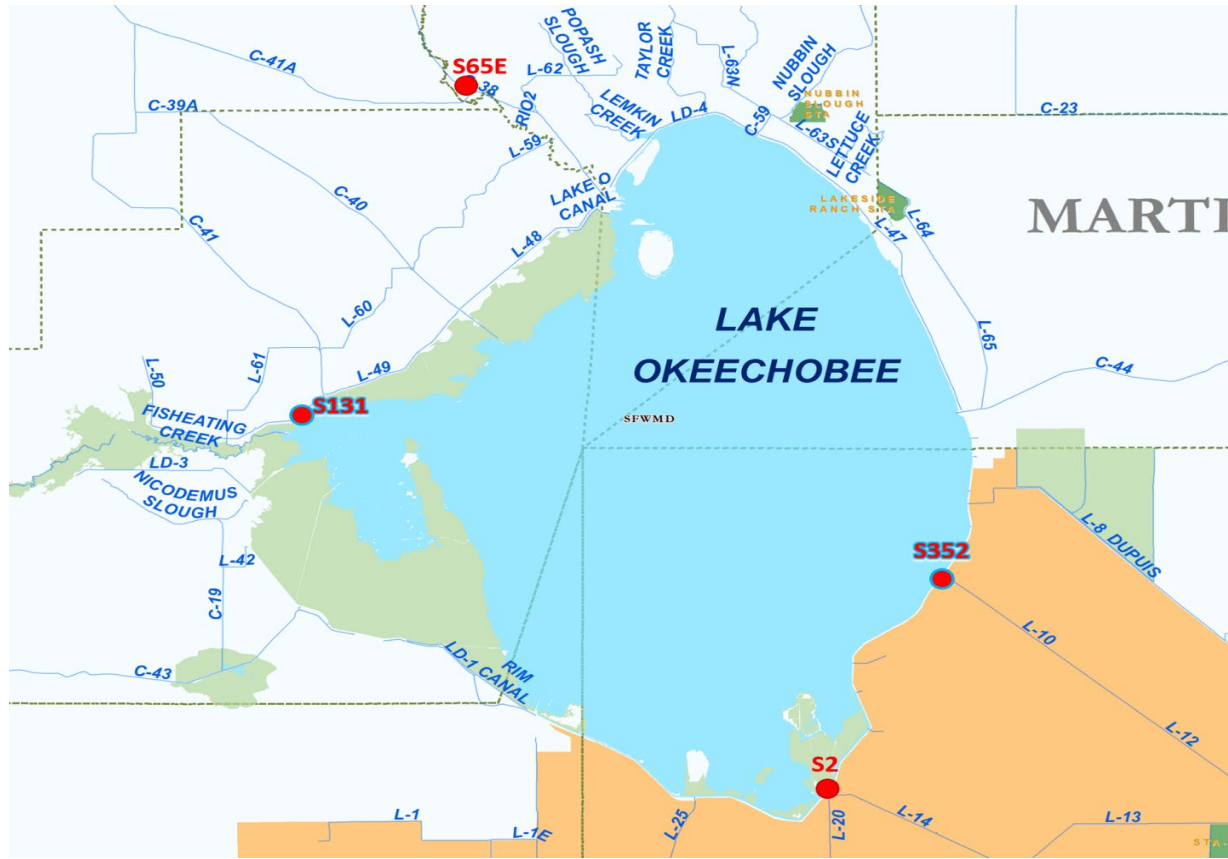 POPASH
SLOUGH
C-41A
S65E
38
L-62
TAYLOR
CREEK
L-63N
NUBBIN
SLOUGH
NUBBIN
SLOUGH
STA
C-39A
RIO2
LEMKIN
CREEK
LD-4
C-59
L-63S
LETTUCE
CREEK
C-23
L-59
LAKE O
CANAL
C-40
C-41
L-48
LAKESIDE
RANCH STA
L-47
L-64
MARTI
L-60
LAKE
OKEECHOBEE
L-65
L-50
L-61
L-49
C-44
S131
SFWMD
FISHEATING
CREEK
LD-3
NICODEMUS
SLOUGH
L-8 DUPUIS
L-42
S352
C-19
L-10
C-43
RIM
LD-1 CANAL
L-12
S2
L-1
L-1E
L-25
L-20
L-14
L-13
STA